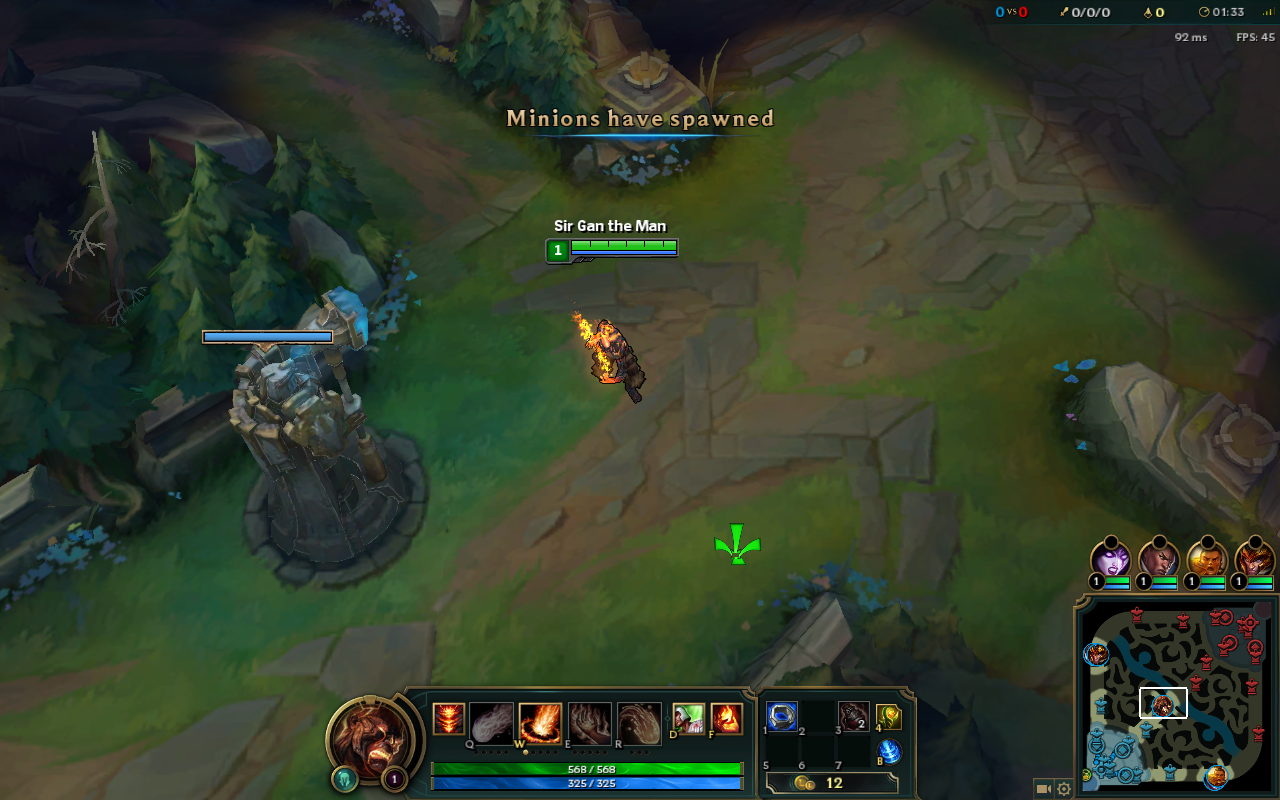 0 vs 0 0/0/0 0 01:33
92 ms FPS: 45
Minions have spawned
Sir Gan the Man
1
1 1 1 1
Q W E R D F
1 2 3 2 4
5 6 7 B
568 / 568
325 / 325
1
12